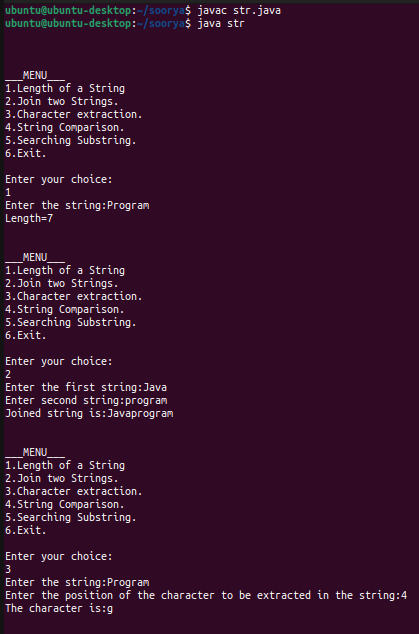 ubuntu@ubuntu-desktop:~/soorya$ javac str.java
ubuntu@ubuntu-desktop:~/soorya$ java str
___MENU___
1.Length of a String
2.Join two Strings.
3.Character extraction.
4.String Comparison.
5.Searching Substring.
6.Exit.
Enter your choice:
1
Enter the string:Program
Length=7
___MENU___
1.Length of a String
2.Join two Strings.
3.Character extraction.
4.String Comparison.
5.Searching Substring.
6.Exit.
Enter your choice:
2
Enter the first string:Java
Enter second string:program
Joined string is:Javaprogram
___MENU___
1.Length of a String
2.Join two Strings.
3.Character extraction.
4.String Comparison.
5.Searching Substring.
6.Exit.
Enter your choice:
3
Enter the string:Program
Enter the position of the character to be extracted in the string:4
The character is:g